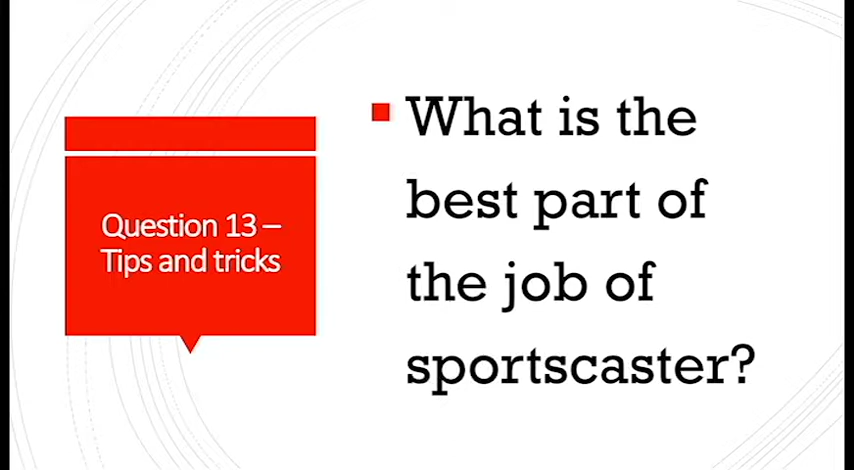 Question 13 –
Tips and tricks
What is the
best part of
the job of
sportscaster?